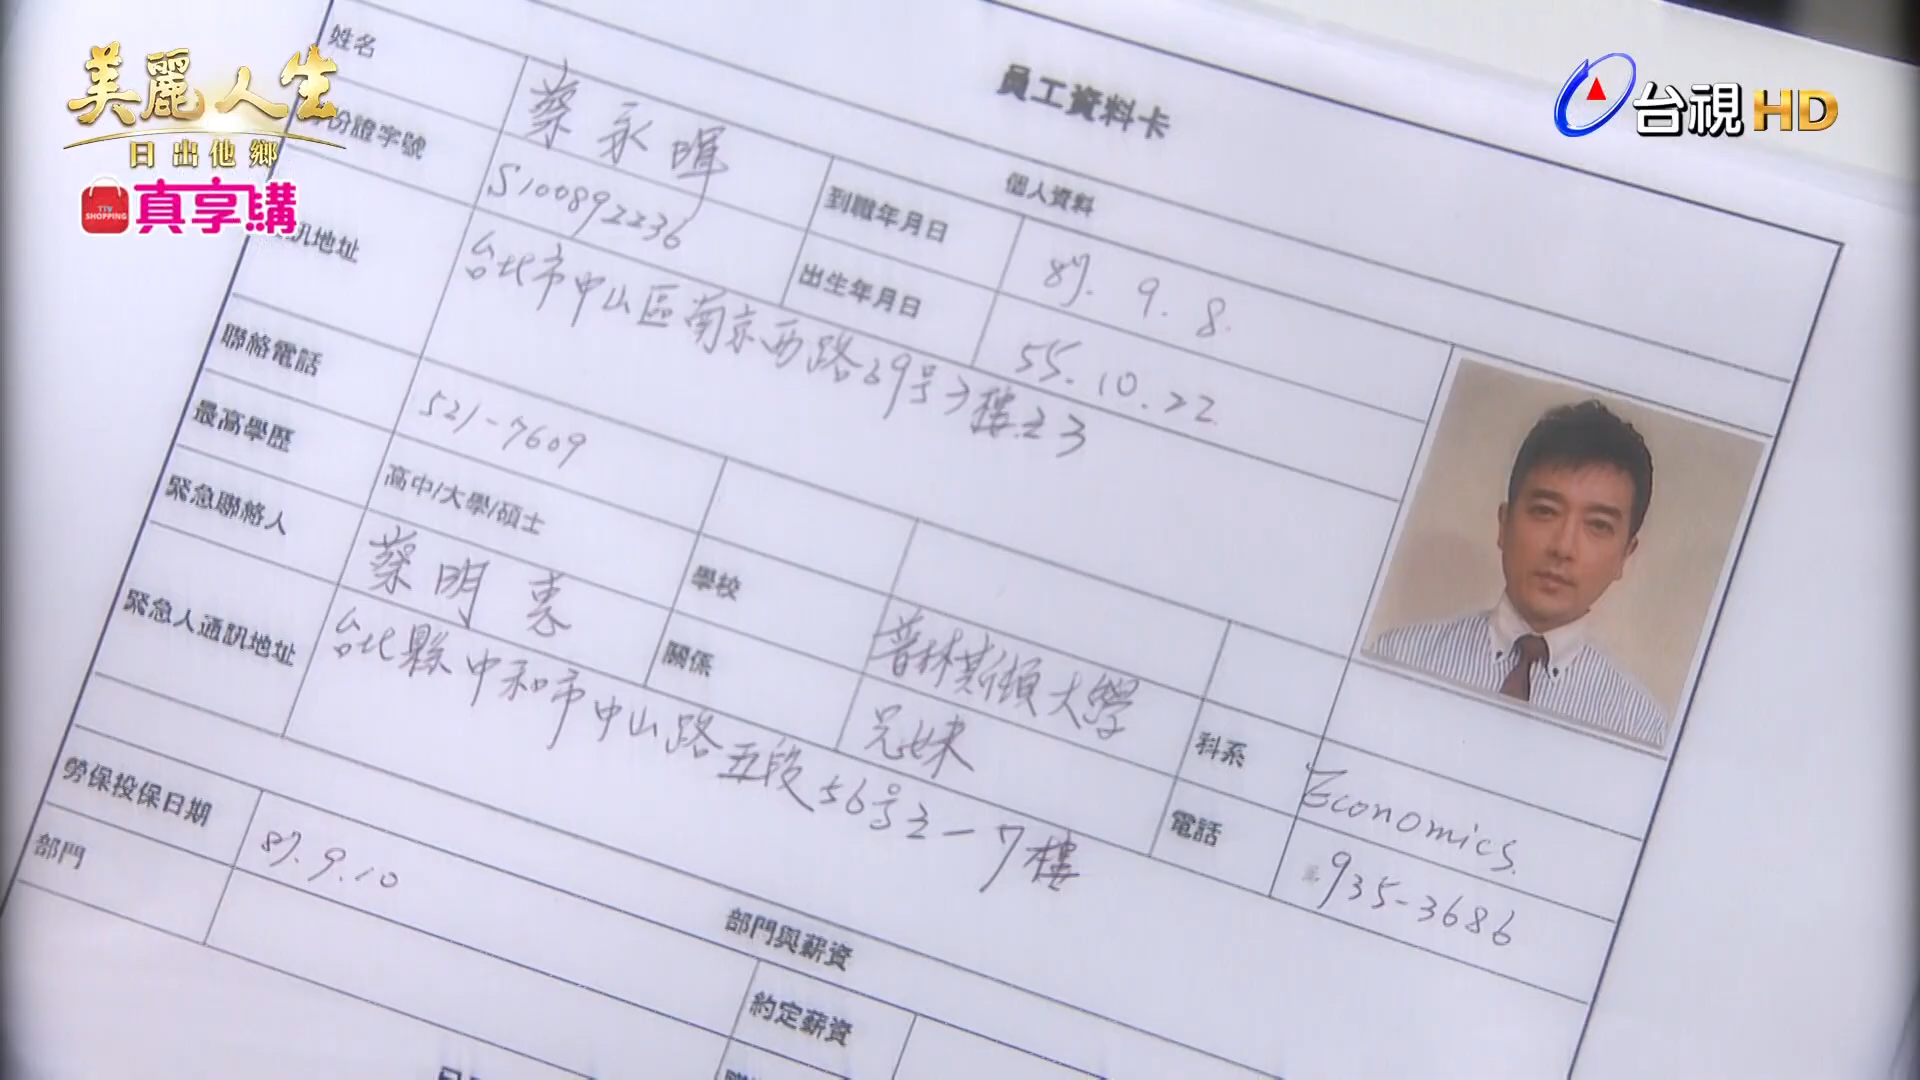 美麗人生
日出他鄉
TTV SHOPPING
真享購
台視HD
員工資料卡
個人資料
姓名 蔡永暉 到職年月日 87. 9. 8.
身份證字號 S100892236 出生年月日 55. 10. 22
訊地址 台北市中山區南京西路39号3樓之3
聯絡電話 521-7609
最高學歷 高中/大學/碩士 學校 普林斯頓大學 科系 Economics.
緊急聯絡人 蔡明惠 關係 兄妹 電話 935-3686
緊急人通訊地址 台北縣中和市中山路五段56号之一7樓
勞保投保日期 87. 9. 10
部門與薪資
部門 約定薪資